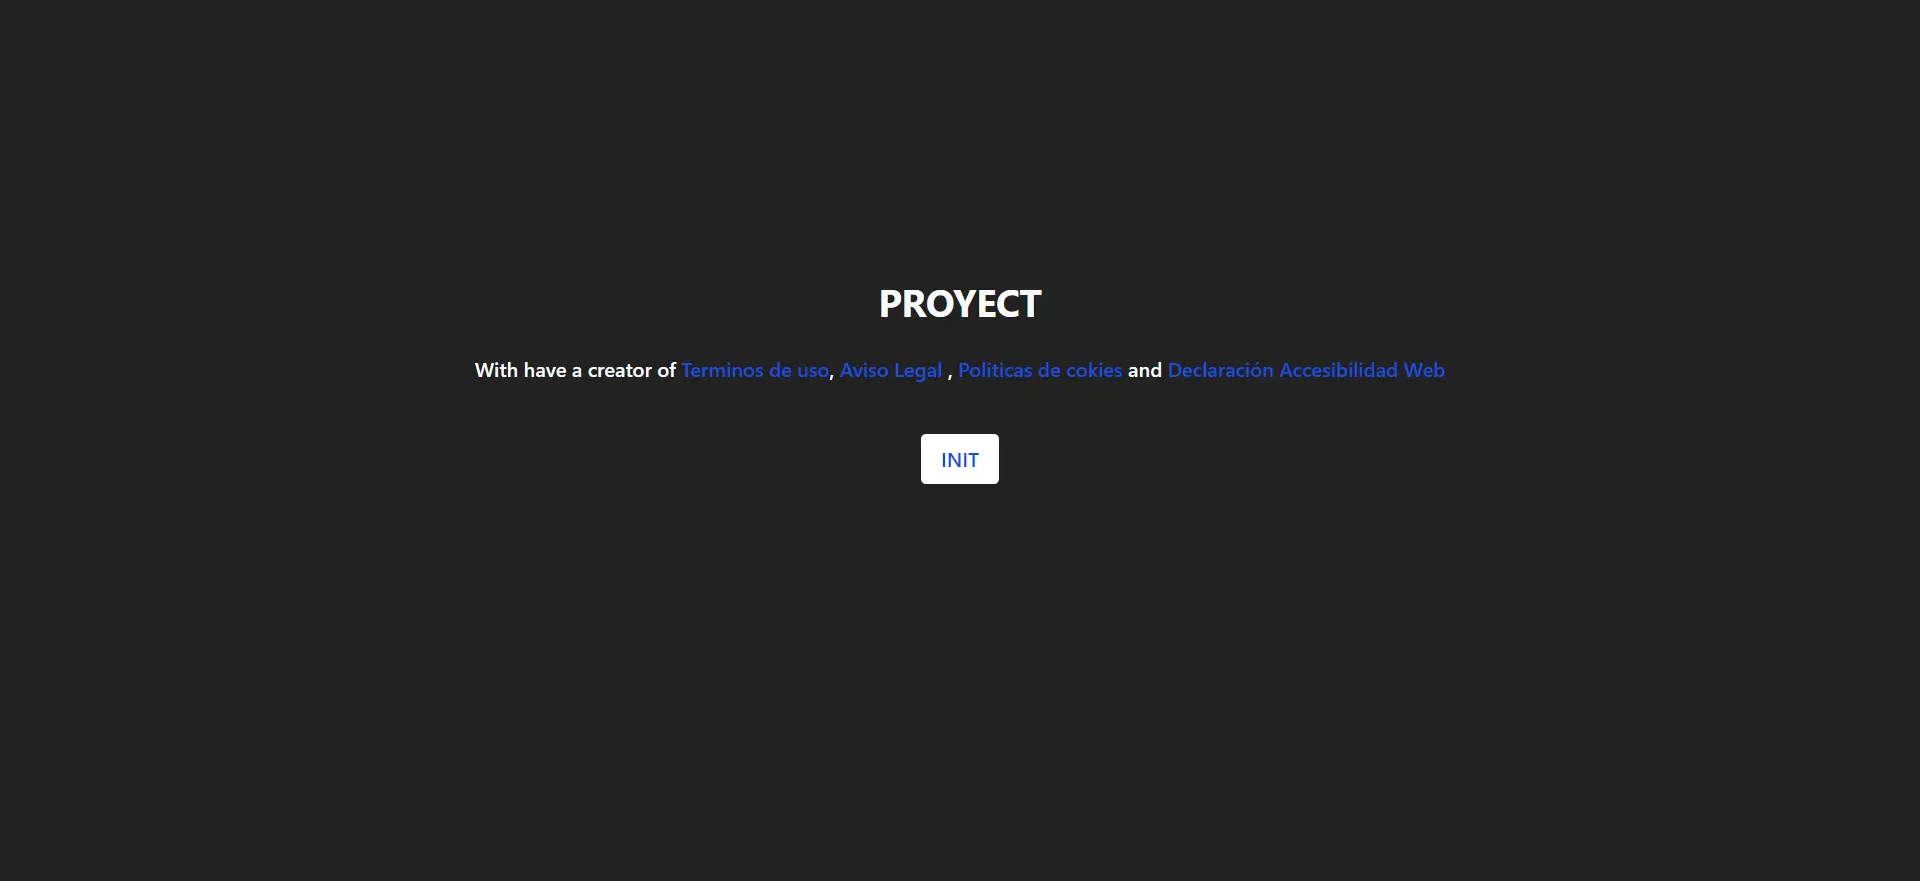 PROYECT
With have a creator of Terminos de uso, Aviso Legal , Politicas de cokies and Declaración Accesibilidad Web
INIT